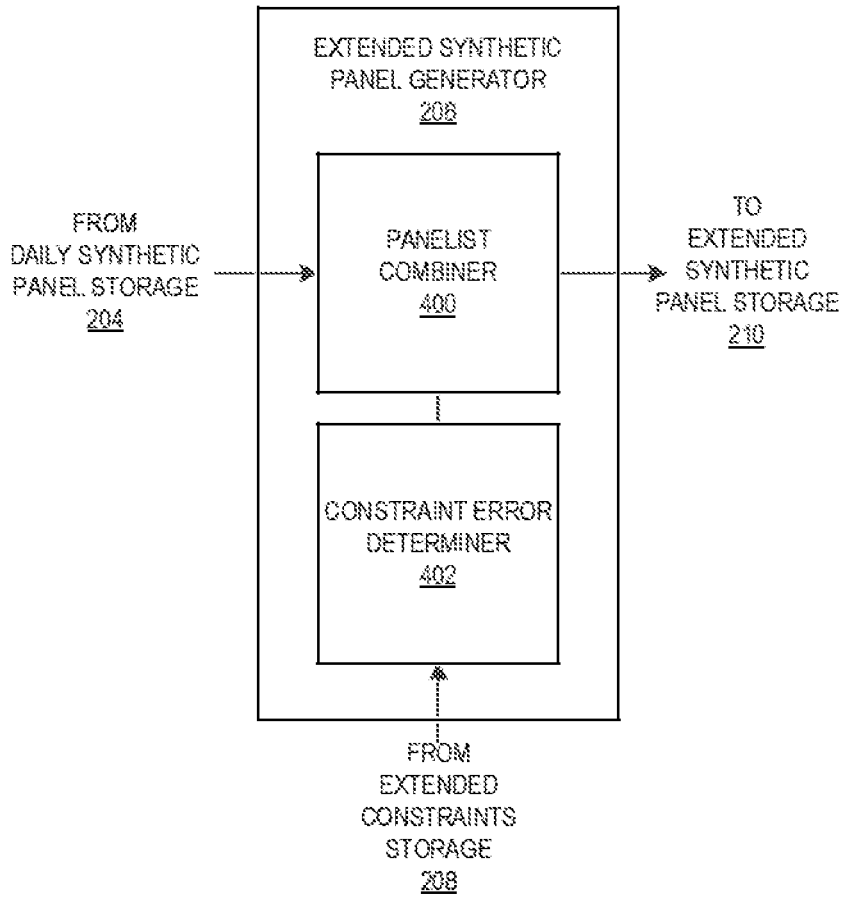 EXTENDED SYNTHETIC
PANEL GENERATOR
206
FROM
DAILY SYNTHETIC
PANEL STORAGE
204
PANELIST
COMBINER
400
TO
EXTENDED
SYNTHETIC
PANEL STORAGE
210
CONSTRAINT ERROR
DETERMINER
402
FROM
EXTENDED
CONSTRAINTS
STORAGE
208